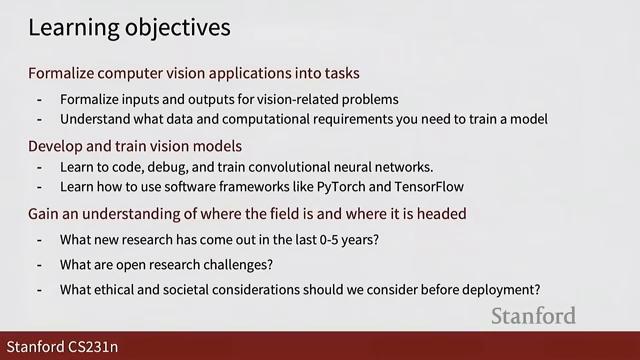 Learning objectives
Formalize computer vision applications into tasks
- Formalize inputs and outputs for vision-related problems
- Understand what data and computational requirements you need to train a model
Develop and train vision models
- Learn to code, debug, and train convolutional neural networks.
- Learn how to use software frameworks like PyTorch and TensorFlow
Gain an understanding of where the field is and where it is headed
- What new research has come out in the last 0-5 years?
- What are open research challenges?
- What ethical and societal considerations should we consider before deployment?
Stanford
Stanford CS231n